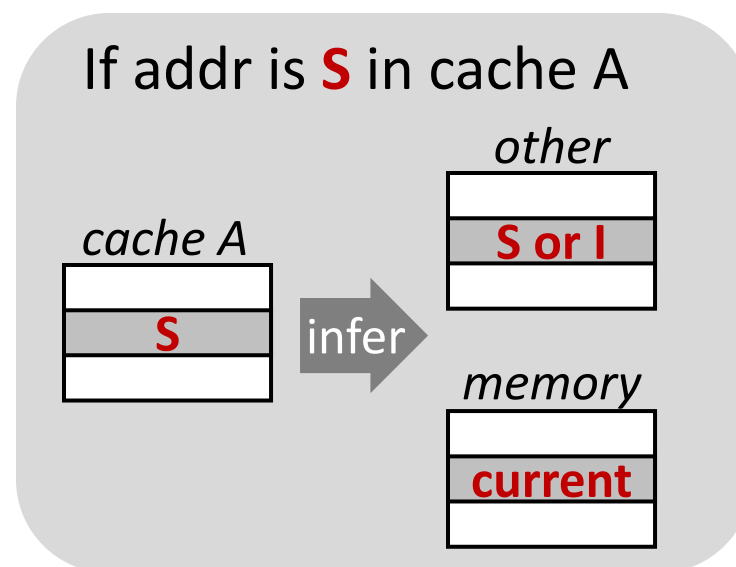 If addr is S in cache A
cache A
S
infer
other
S or I
memory
current